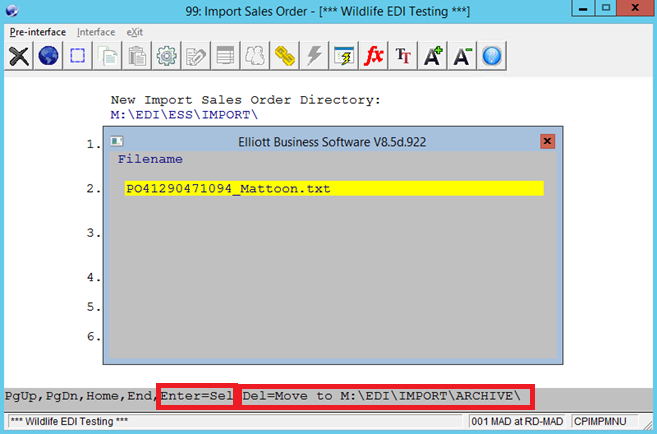 99: Import Sales Order - [*** Wildlife EDI Testing ***]
Pre-interface Interface eXit
fx TT A+ A-
New Import Sales Order Directory:
M:\EDI\ESS\IMPORT\
1.
Elliott Business Software V8.5d.922
Filename
2.
PO41290471094_Mattoon.txt
3.
4.
5.
6.
PgUp,PgDn,Home,End,Enter=Sel Del=Move to M:\EDI\IMPORT\ARCHIVE\
*** Wildlife EDI Testing *** 001 MAD at RD-MAD CPIMPMNU